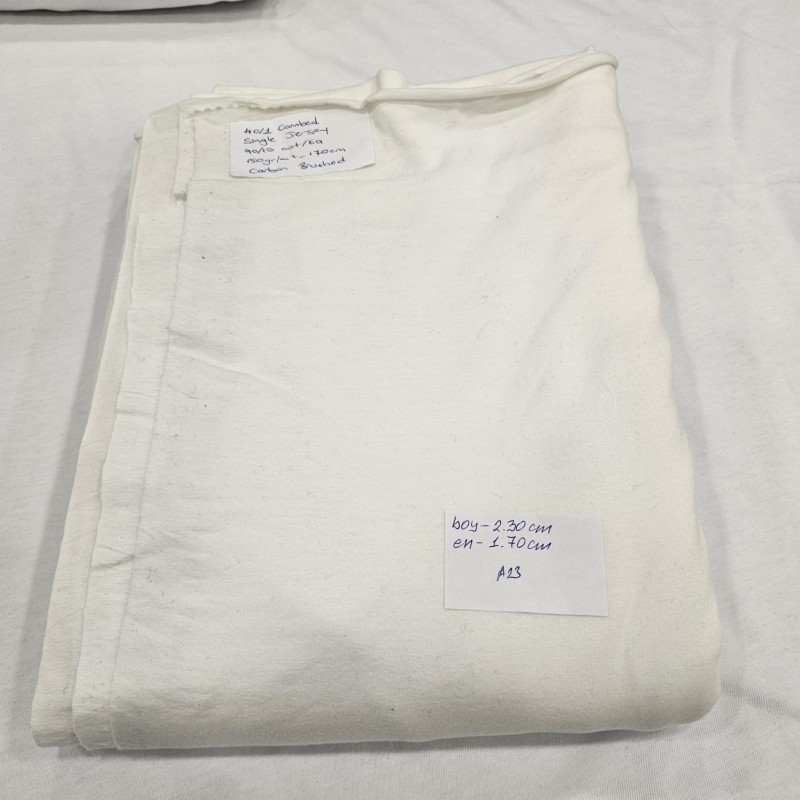 40/1 Combed
Single Jersey
90/10 cot/Ea
150gr/m² - 170cm
Carbon Brushed
boy - 2.30 cm
en - 1.70 cm
A23